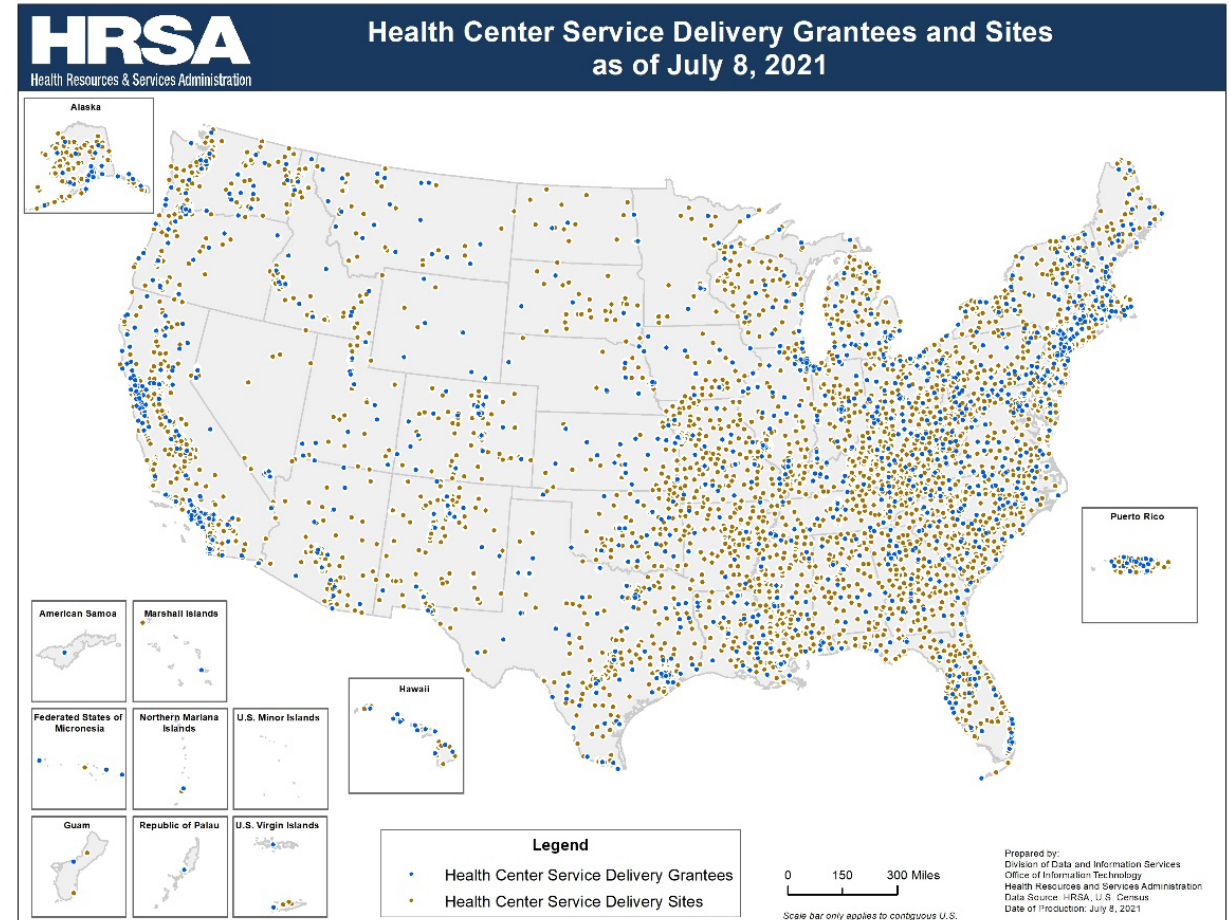 HRSA
Health Resources & Services Administration
Health Center Service Delivery Grantees and Sites
as of July 8, 2021
Alaska
Puerto Rico
American Samoa
Marshall Islands
Hawaii
Federated States of
Micronesia
Northern Mariana
Islands
U.S. Minor Islands
Guam
Republic of Palau
U.S. Virgin Islands
Legend
Health Center Service Delivery Grantees
Health Center Service Delivery Sites
0 150 300 Miles
Scale bar only applies to contiguous U.S.
Prepared by:
Division of Data and Information Services
Office of Information Technology
Health Resources and Services Administration
Data Source: HRSA, U.S. Census
Date of Production: July 8, 2021